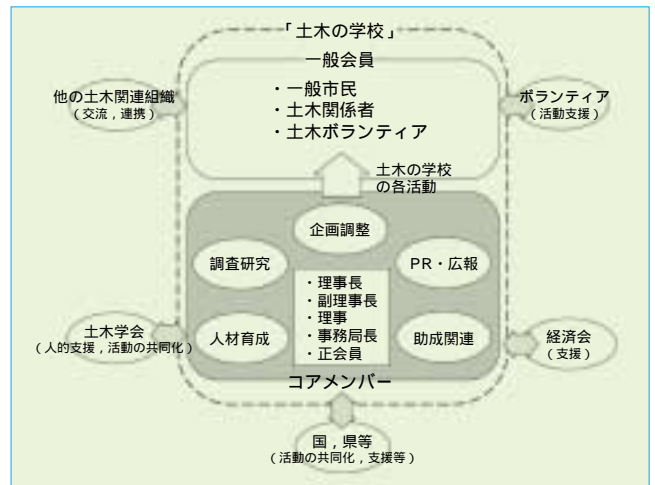 「土木の学校」
一般会員
・一般市民
・土木関係者
・土木ボランティア
他の土木関連組織
（交流，連携）
ボランティア
（活動支援）
土木の学校
の各活動
企画調整
調査研究
PR・広報
・理事長
・副理事長
・理事
・事務局長
・正会員
人材育成
助成関連
コアメンバー
土木学会
（人的支援，活動の共同化）
経済会
（支援）
国，県等
（活動の共同化，支援等）